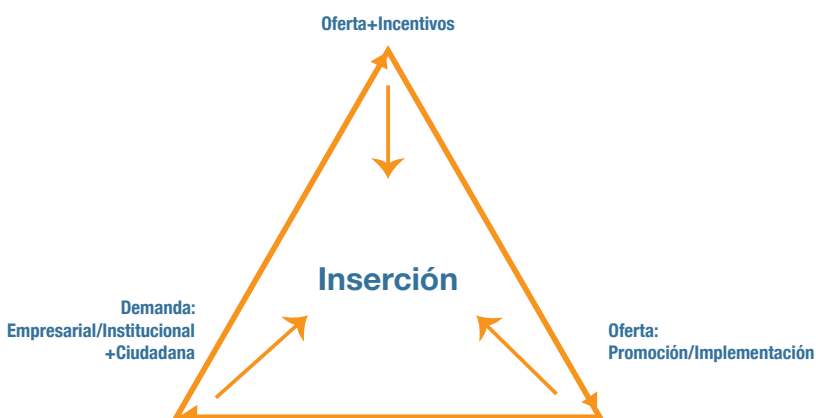 Oferta+Incentivos
Inserción
Demanda:
Empresarial/Institucional
+Ciudadana
Oferta:
Promoción/Implementación